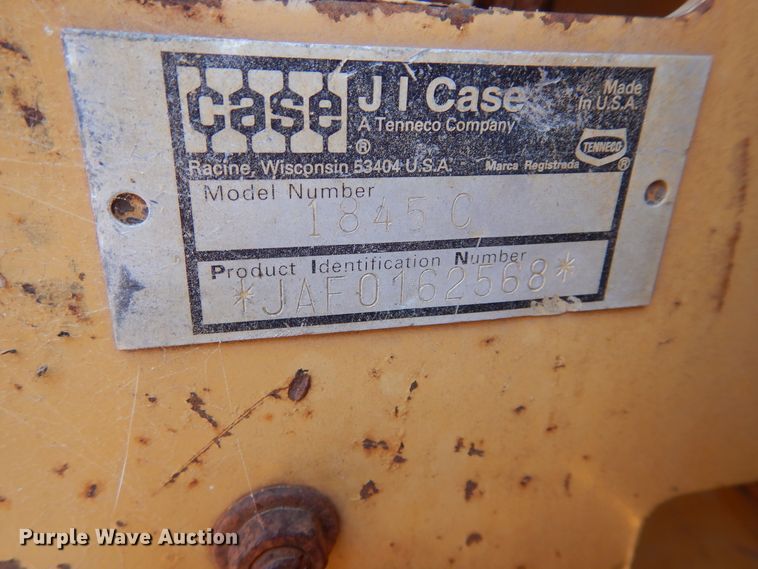 case
J I Case
Made in U.S.A.
A Tenneco Company
®
Racine, Wisconsin 53404 U.S.A.
Marca Registrada
TENNECO
®
Model Number
1845C
Product Identification Number
*JAF0162568*
Purple Wave Auction